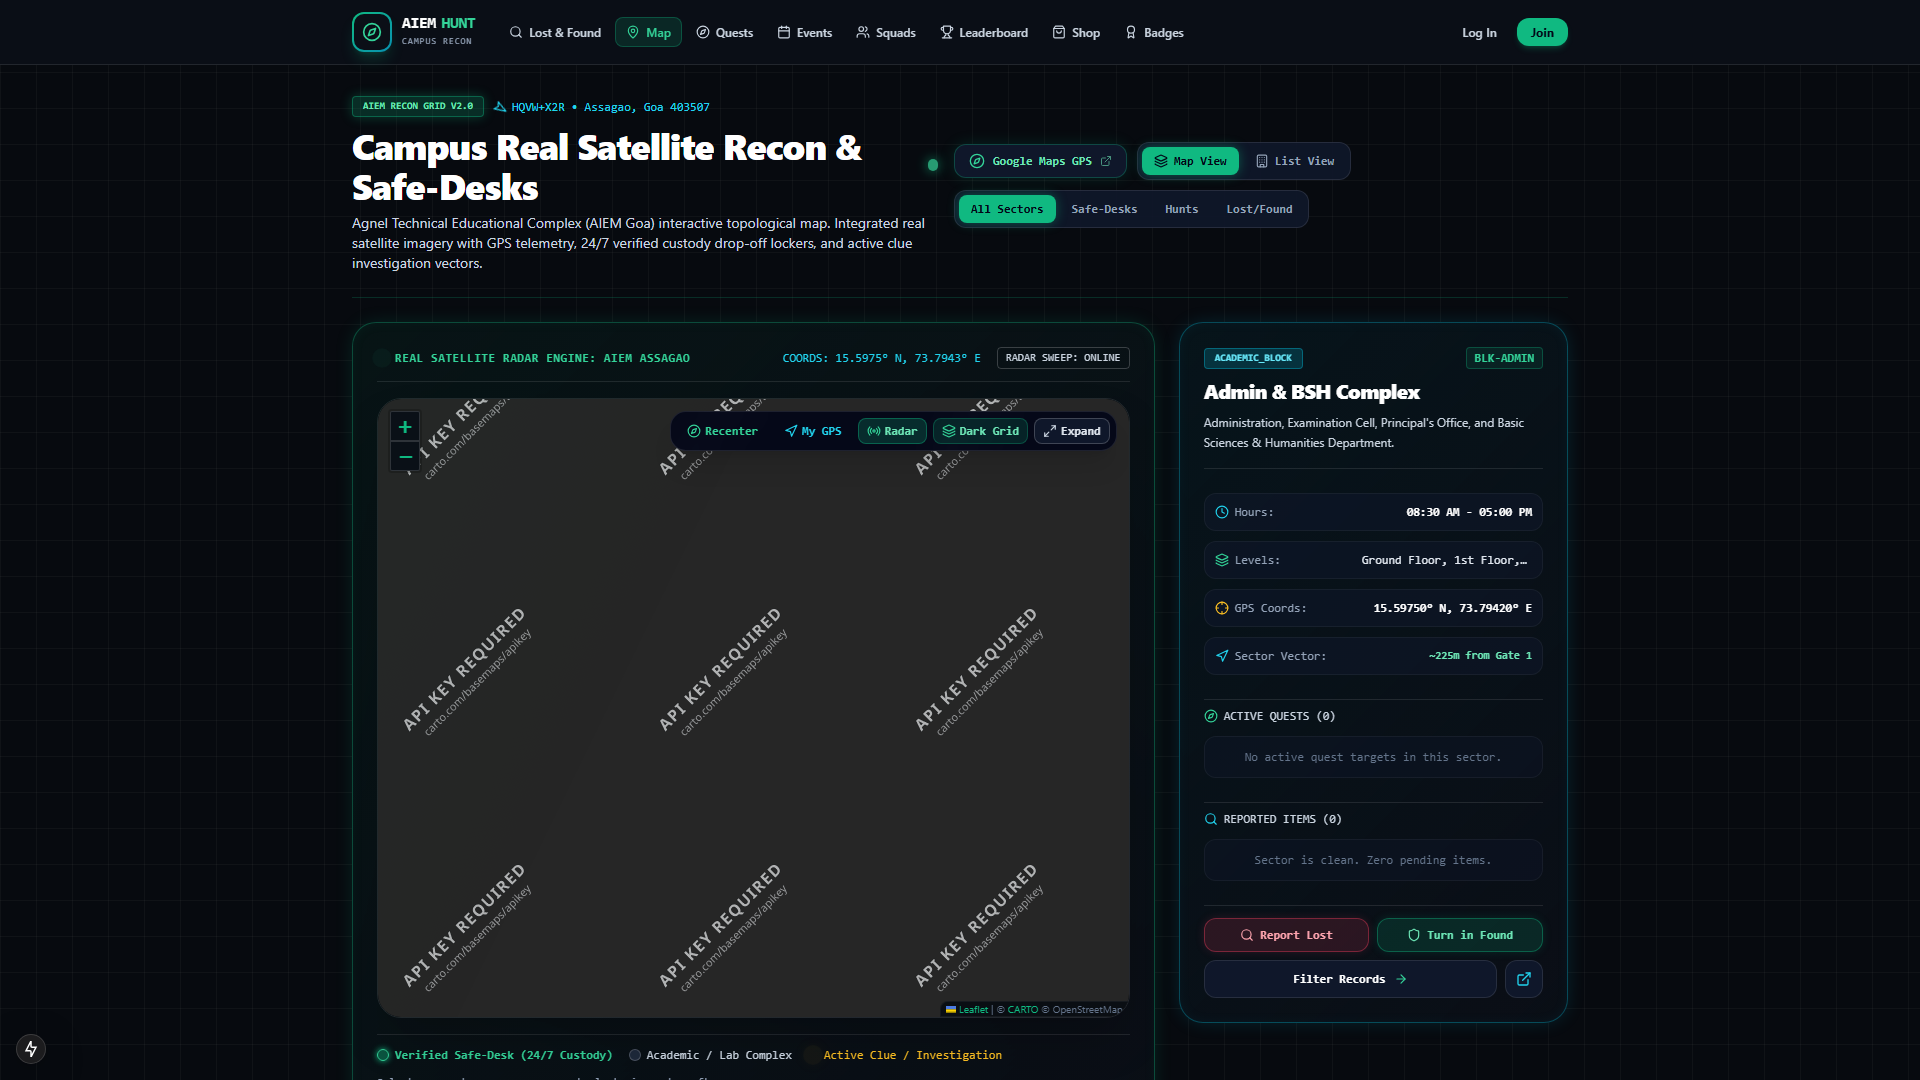 AIEM HUNT
CAMPUS RECON
Lost & Found
Map
Quests
Events
Squads
Leaderboard
Shop
Badges
Log In
Join
AIEM RECON GRID V2.0
HQVW+X2R • Assagao, Goa 403507
Campus Real Satellite Recon &
Safe-Desks
Agnel Technical Educational Complex (AIEM Goa) interactive topological map. Integrated real
satellite imagery with GPS telemetry, 24/7 verified custody drop-off lockers, and active clue
investigation vectors.
Google Maps GPS
Map View
List View
All Sectors
Safe-Desks
Hunts
Lost/Found
REAL SATELLITE RADAR ENGINE: AIEM ASSAGAO
COORDS: 15.5975° N, 73.7943° E
RADAR SWEEP: ONLINE
+
−
Recenter
My GPS
Radar
Dark Grid
Expand
API KEY REQ
carto.com/basemaps/
API
carto.c
API
carto.c
API KEY REQUIRED
carto.com/basemaps/apikey
API KEY REQUIRED
carto.com/basemaps/apikey
API KEY REQUIRED
carto.com/basemaps/apikey
API KEY REQUIRED
carto.com/basemaps/apikey
API KEY REQUIRED
carto.com/basemaps/apikey
API KEY REQUIRED
carto.com/basemaps/apikey
Leaflet | © CARTO © OpenStreetMap
Verified Safe-Desk (24/7 Custody)
Academic / Lab Complex
Active Clue / Investigation
ACADEMIC_BLOCK
BLK-ADMIN
Admin & BSH Complex
Administration, Examination Cell, Principal's Office, and Basic
Sciences & Humanities Department.
Hours:
08:30 AM - 05:00 PM
Levels:
Ground Floor, 1st Floor,…
GPS Coords:
15.59750° N, 73.79420° E
Sector Vector:
~225m from Gate 1
ACTIVE QUESTS (0)
No active quest targets in this sector.
REPORTED ITEMS (0)
Sector is clean. Zero pending items.
Report Lost
Turn in Found
Filter Records →